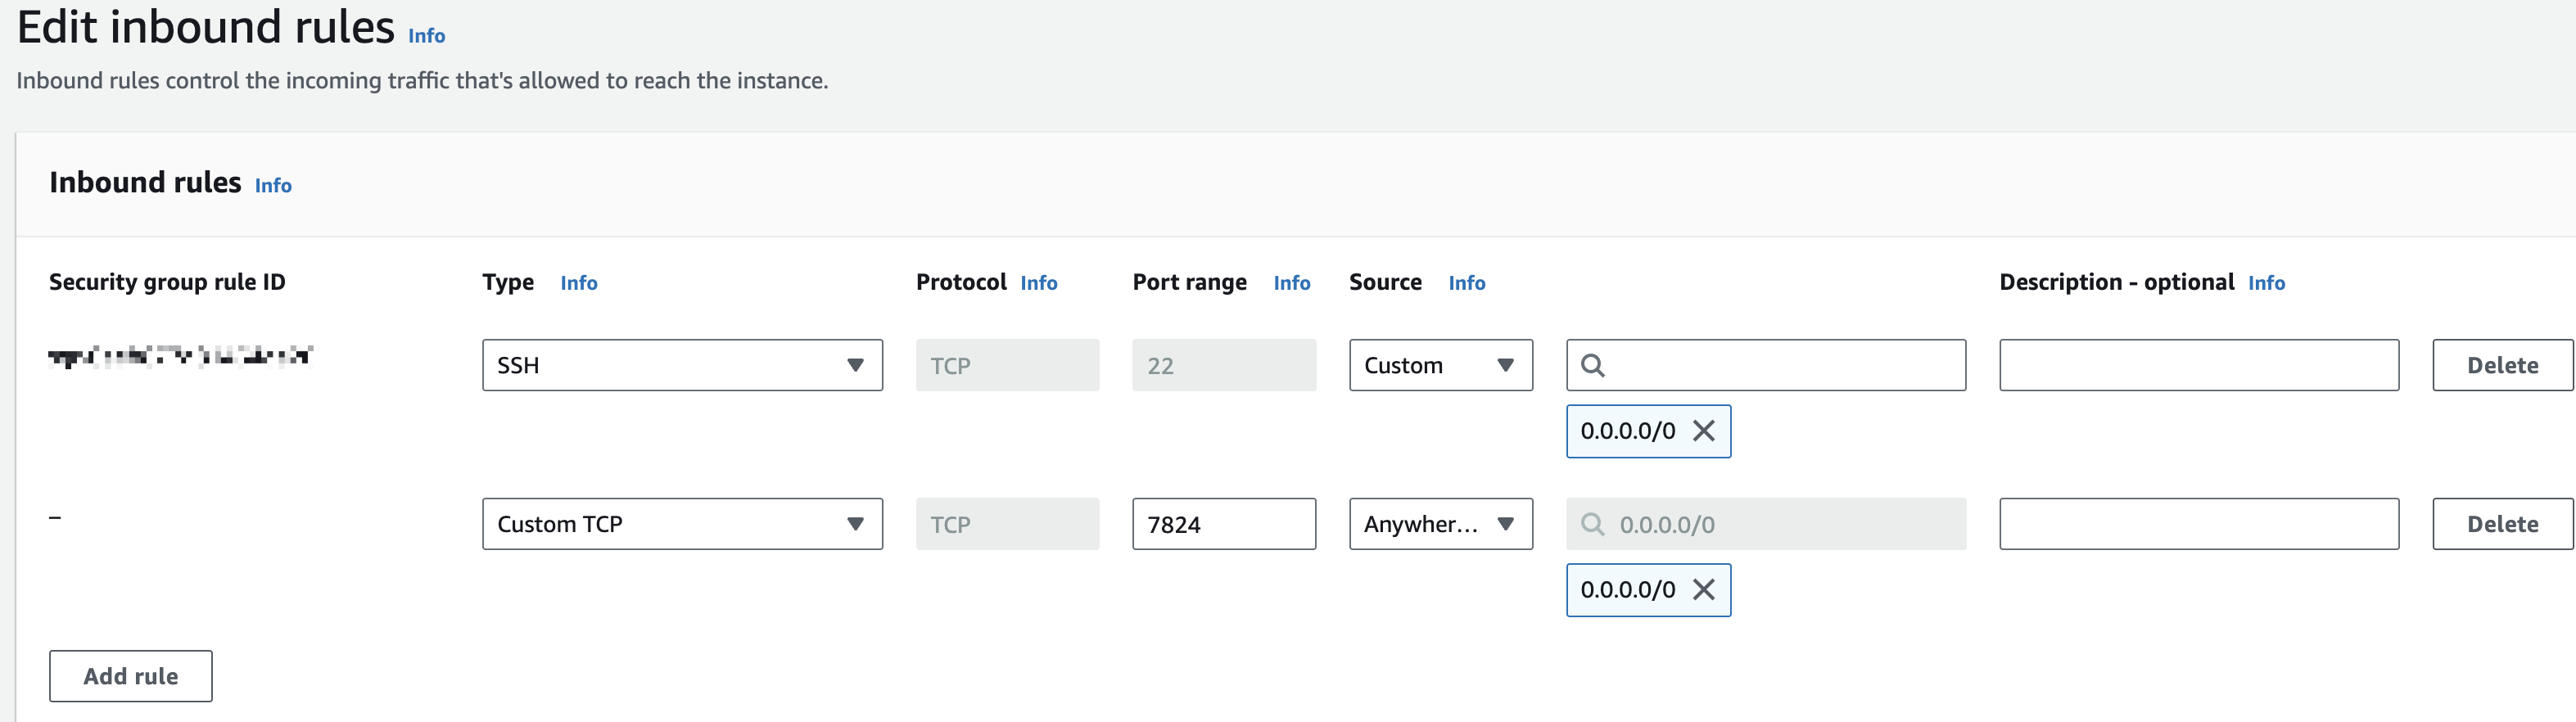 Edit inbound rules Info
Inbound rules control the incoming traffic that's allowed to reach the instance.
Inbound rules Info
Security group rule ID Type Info Protocol Info Port range Info Source Info Description - optional Info
SSH TCP 22 Custom Delete
0.0.0.0/0
– Custom TCP TCP 7824 Anywher... 0.0.0.0/0 Delete
0.0.0.0/0
Add rule